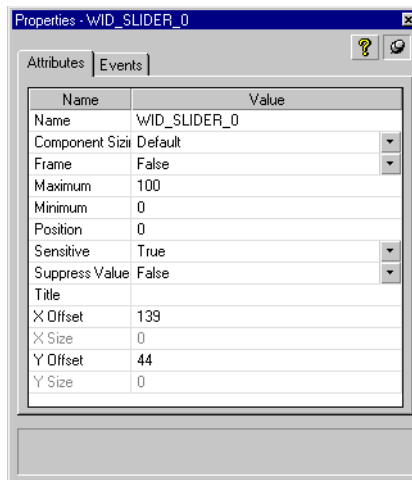 Properties - WID_SLIDER_0
Attributes Events
Name Value
Name WID_SLIDER_0
Component Sizi Default
Frame False
Maximum 100
Minimum 0
Position 0
Sensitive True
Suppress Value False
Title
X Offset 139
X Size 0
Y Offset 44
Y Size 0